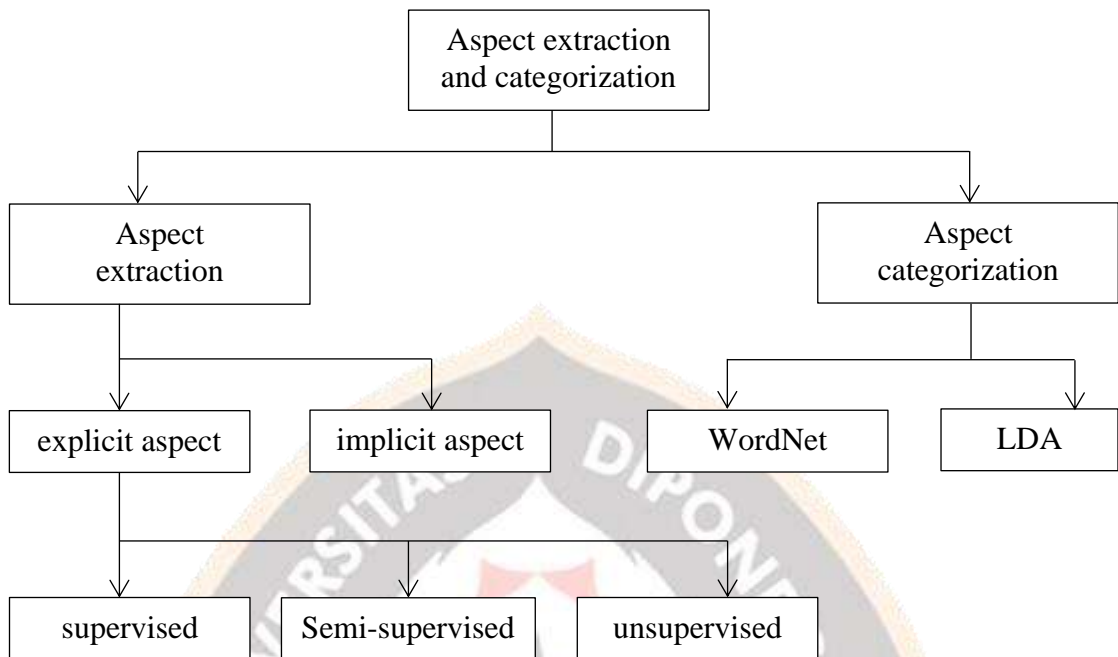 Aspect extraction
and categorization
Aspect
extraction
Aspect
categorization
explicit aspect
implicit aspect
WordNet
LDA
supervised
Semi-supervised
unsupervised